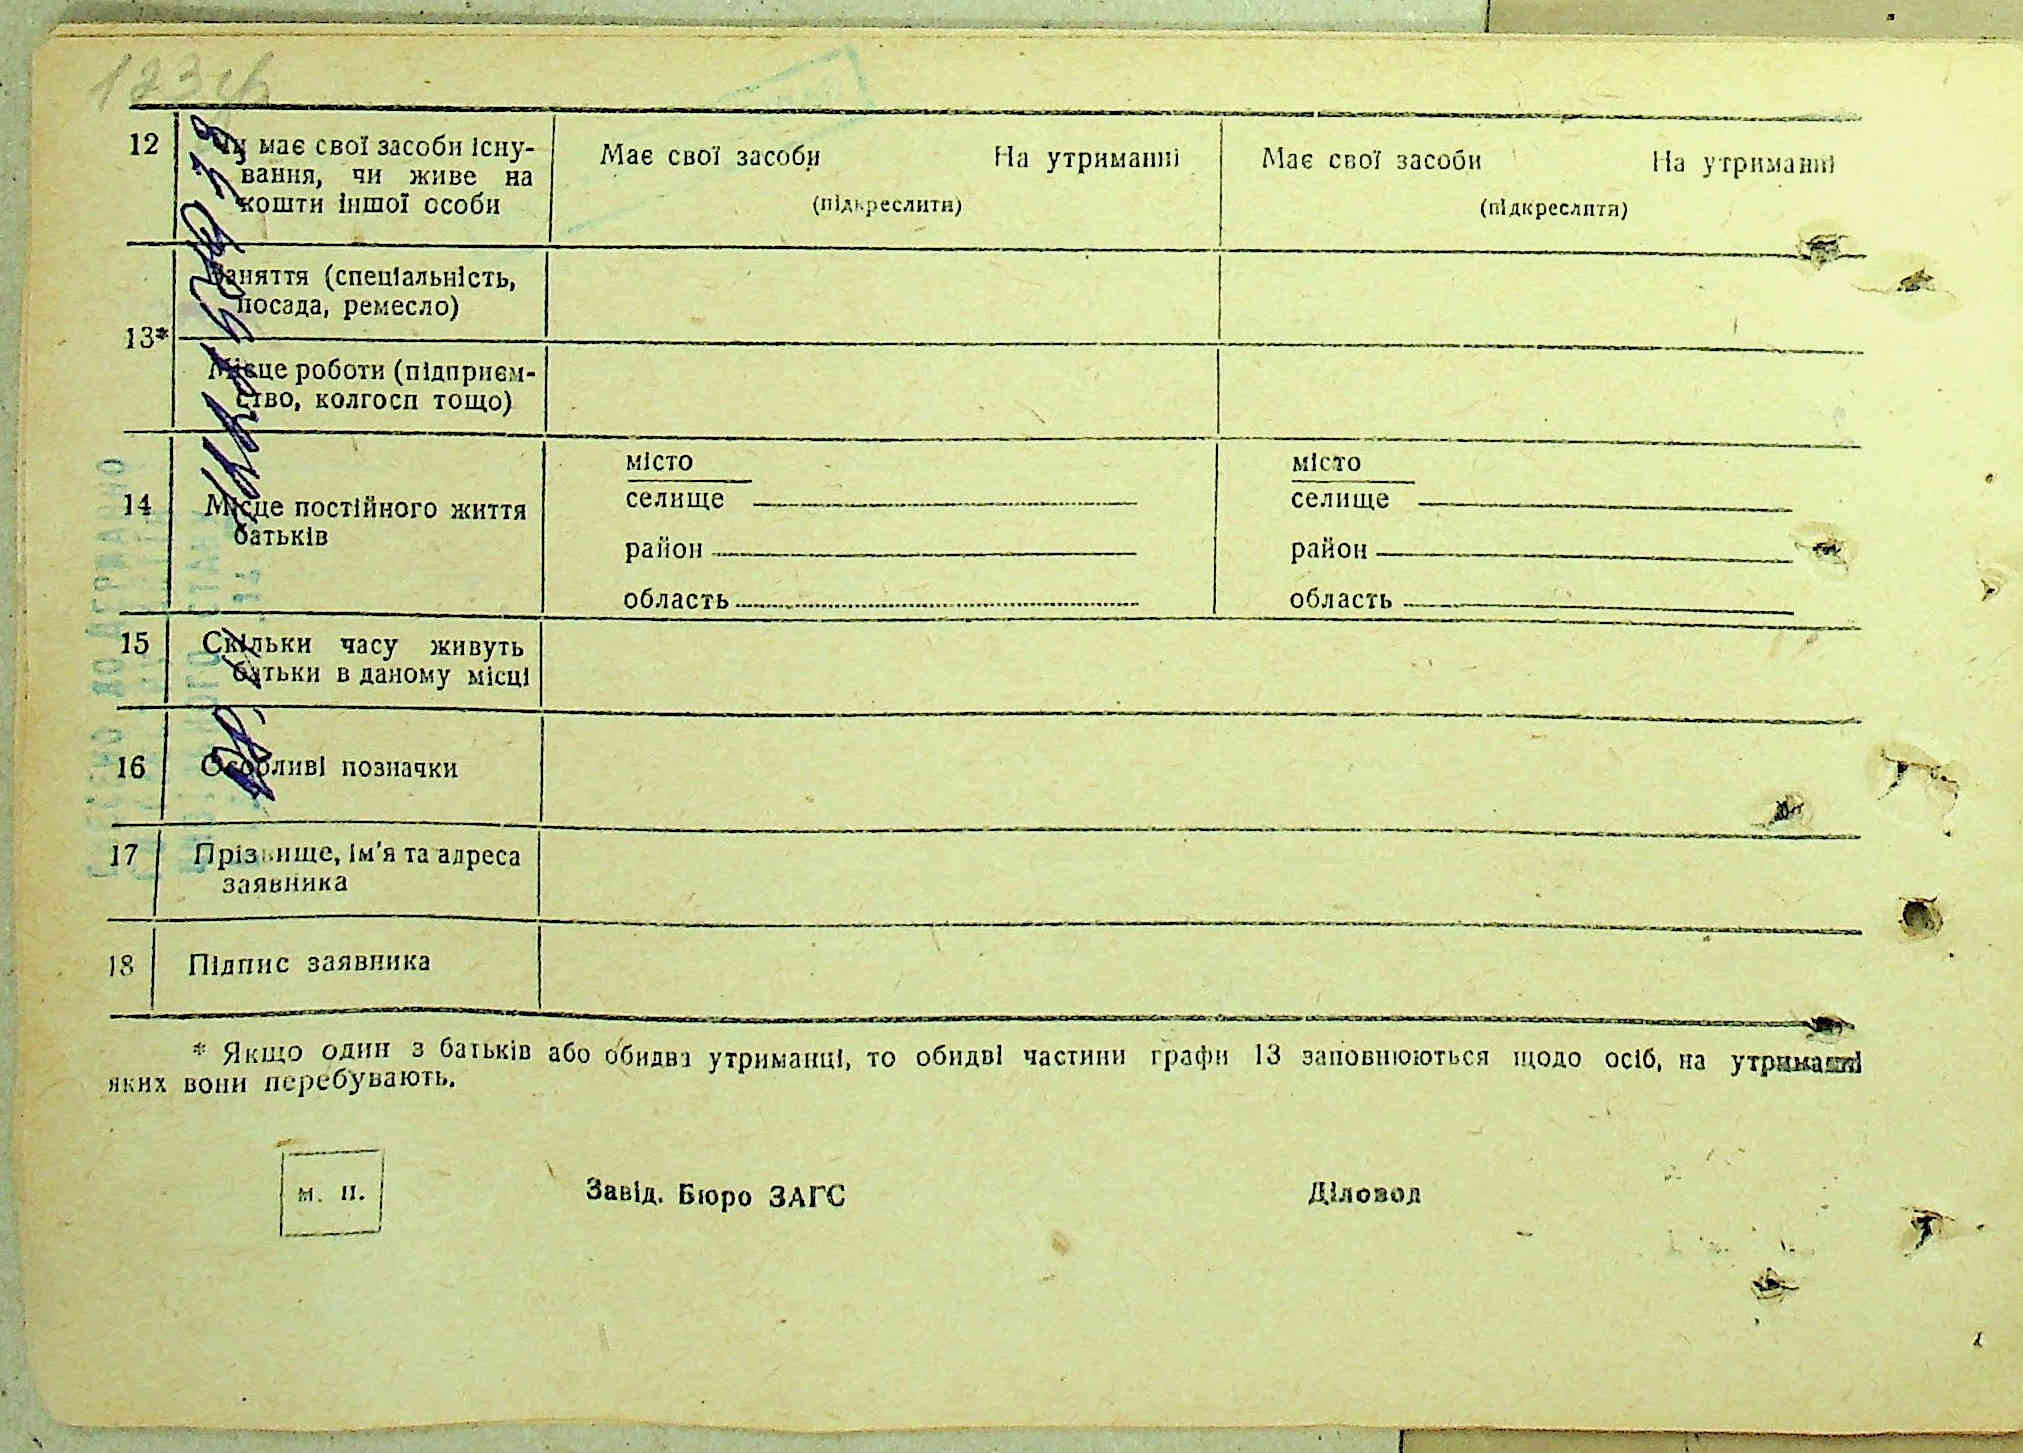 12
Чи має свої засоби існу-
вання, чи живе на
кошти іншої особи
Має свої засоби На утриманні
(підкреслити)
Має свої засоби На утриманні
(підкреслити)
13*
Заняття (спеціальність,
посада, ремесло)
Місце роботи (підприєм-
ство, колгосп тощо)
14
Місце постійного життя
батьків
місто
селище
район
область
місто
селище
район
область
15
Скільки часу живуть
батьки в даному місці
16
Особливі позначки
17
Прізвище, ім'я та адреса
заявника
18
Підпис заявника
* Якщо один з батьків або обидва утриманці, то обидві частини графи 13 заповнюються щодо осіб, на утриманні
яких вони перебувають.
м. п.
Завід. Бюро ЗАГС
Діловод